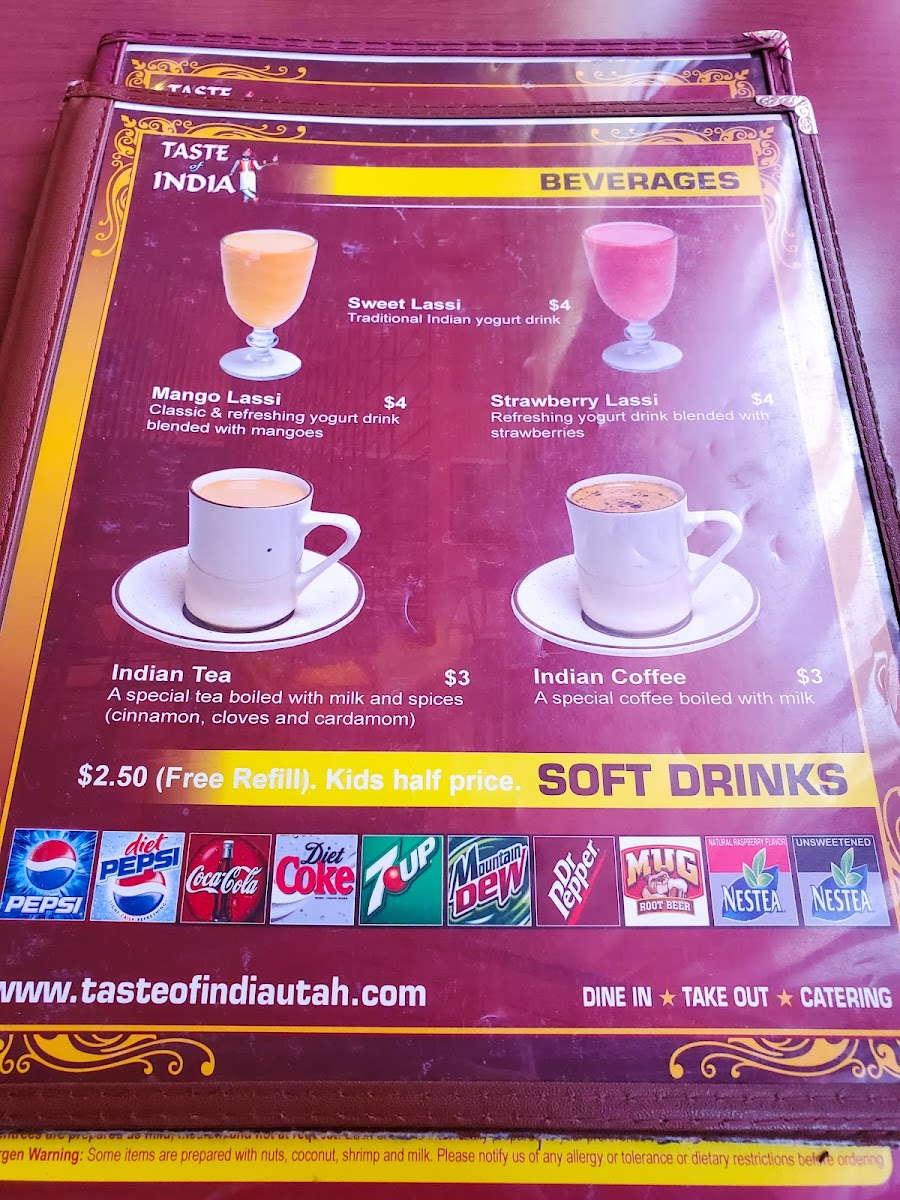 TASTE
TASTE
of
INDIA
BEVERAGES
Sweet Lassi $4
Traditional Indian yogurt drink
Mango Lassi $4
Classic & refreshing yogurt drink
blended with mangoes
Strawberry Lassi $4
Refreshing yogurt drink blended with
strawberries
Indian Tea $3
A special tea boiled with milk and spices
(cinnamon, cloves and cardamom)
Indian Coffee $3
A special coffee boiled with milk
$2.50 (Free Refill). Kids half price. SOFT DRINKS
PEPSI
diet
PEPSI
Coca-Cola
Diet
Coke
7UP
Mountain
DEW
Dr
Pepper
MUG
ROOT BEER
NATURAL RASPBERRY FLAVOR
NESTEA
UNSWEETENED
NESTEA
www.tasteofindiautah.com
DINE IN ★ TAKE OUT ★ CATERING
rgen Warning: Some items are prepared with nuts, coconut, shrimp and milk. Please notify us of any allergy or tolerance or dietary restrictions before ordering